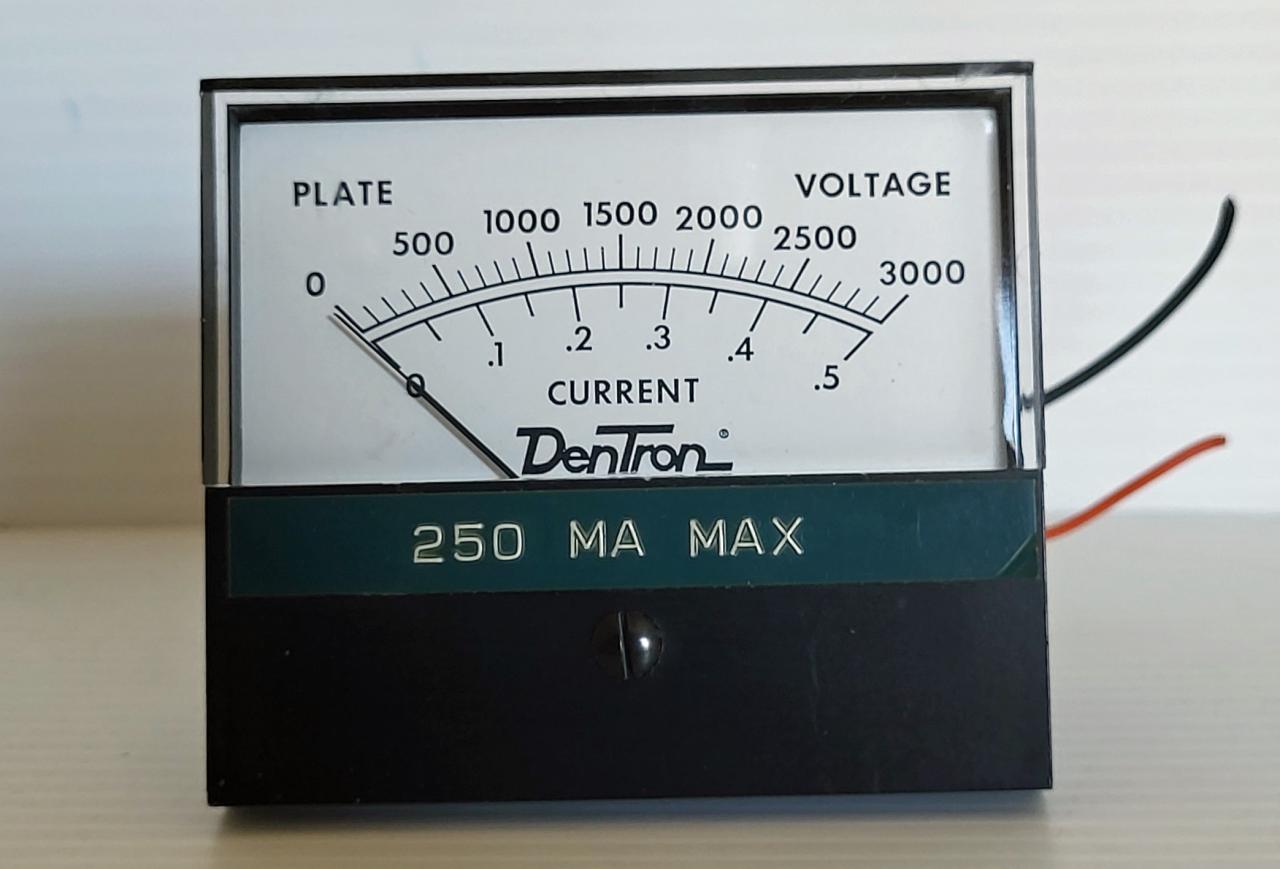 PLATE VOLTAGE
0 500 1000 1500 2000 2500 3000
0 .1 .2 .3 .4 .5
CURRENT
DenTron ®
250 MA MAX